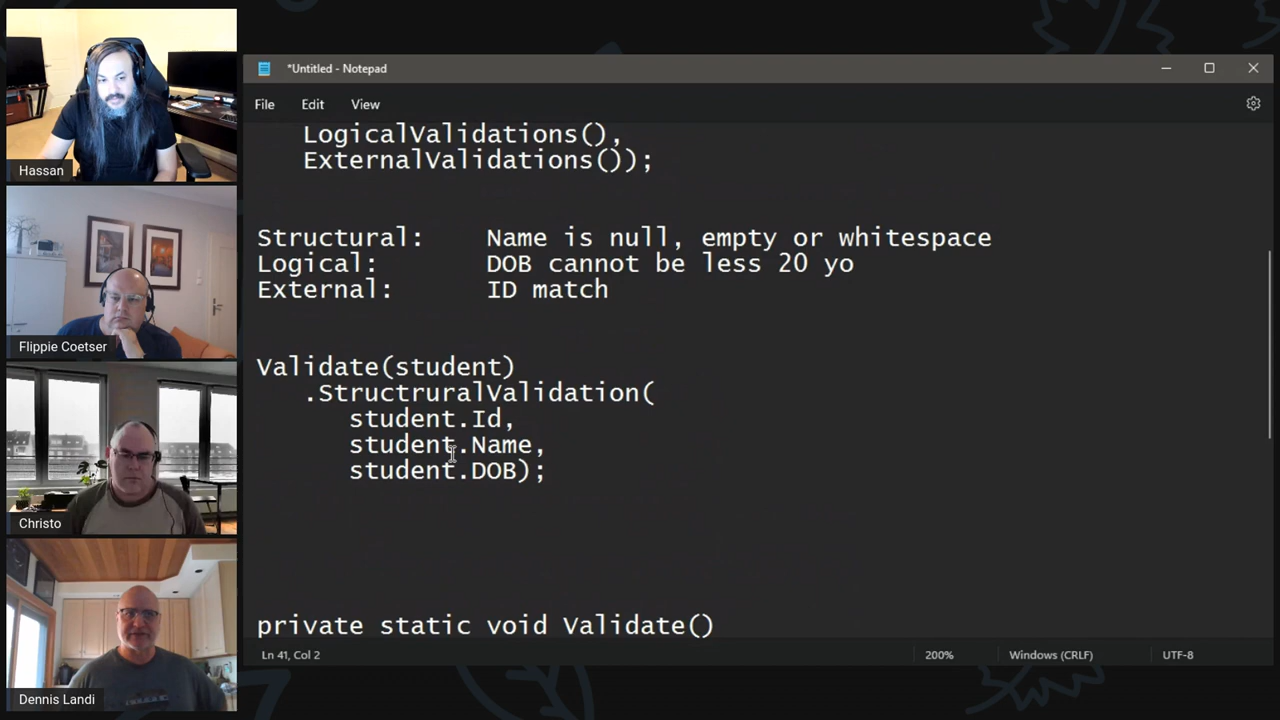 Hassan
Flippie Coetser
Christo
Dennis Landi
*Untitled - Notepad
File Edit View
LogicalValidations(),
ExternalValidations());
Structural: Name is null, empty or whitespace
Logical: DOB cannot be less 20 yo
External: ID match
Validate(student)
.StructruralValidation(
student.Id,
student.Name,
student.DOB);
private static void Validate()
Ln 41, Col 2
200%
Windows (CRLF)
UTF-8